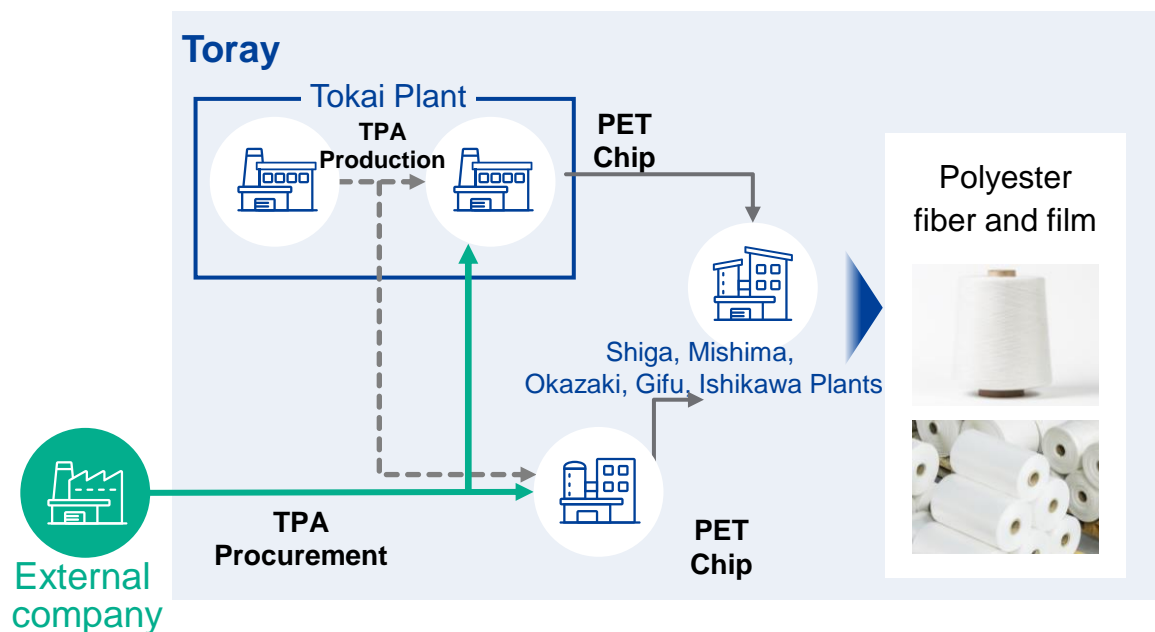 Toray
Tokai Plant
TPA
Production
PET
Chip
Polyester
fiber and film
Shiga, Mishima,
Okazaki, Gifu, Ishikawa Plants
TPA
Procurement
PET
Chip
External
company